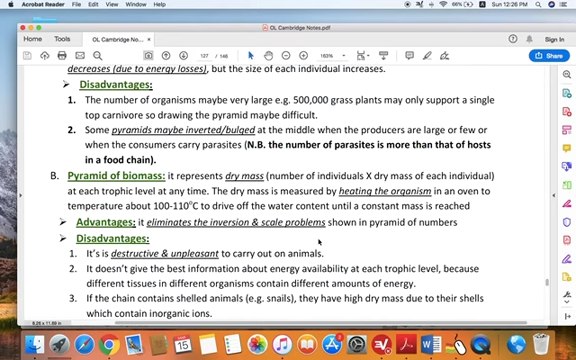 Acrobat Reader File Edit View Window Help
66% Sun 12:26 PM
OL Cambridge Notes.pdf
Home Tools OL Cambridge Notes... × Sign In
127 / 146 163% Share
decreases (due to energy losses), but the size of each individual increases.
➤ Disadvantages:
1. The number of organisms maybe very large e.g. 500,000 grass plants may only support a single
top carnivore so drawing the pyramid maybe difficult.
2. Some pyramids maybe inverted/bulged at the middle when the producers are large or few or
when the consumers carry parasites (N.B. the number of parasites is more than that of hosts
in a food chain).
B. Pyramid of biomass: it represents dry mass (number of individuals X dry mass of each individual)
at each trophic level at any time. The dry mass is measured by heating the organism in an oven to
temperature about 100-110°C to drive off the water content until a constant mass is reached
➤ Advantages: it eliminates the inversion & scale problems shown in pyramid of numbers
➤ Disadvantages:
1. It's is destructive & unpleasant to carry out on animals.
2. It doesn't give the best information about energy availability at each trophic level, because
different tissues in different organisms contain different amounts of energy.
3. If the chain contains shelled animals (e.g. snails), they have high dry mass due to their shells
which contain inorganic ions.
8.26 x 11.69 in
15